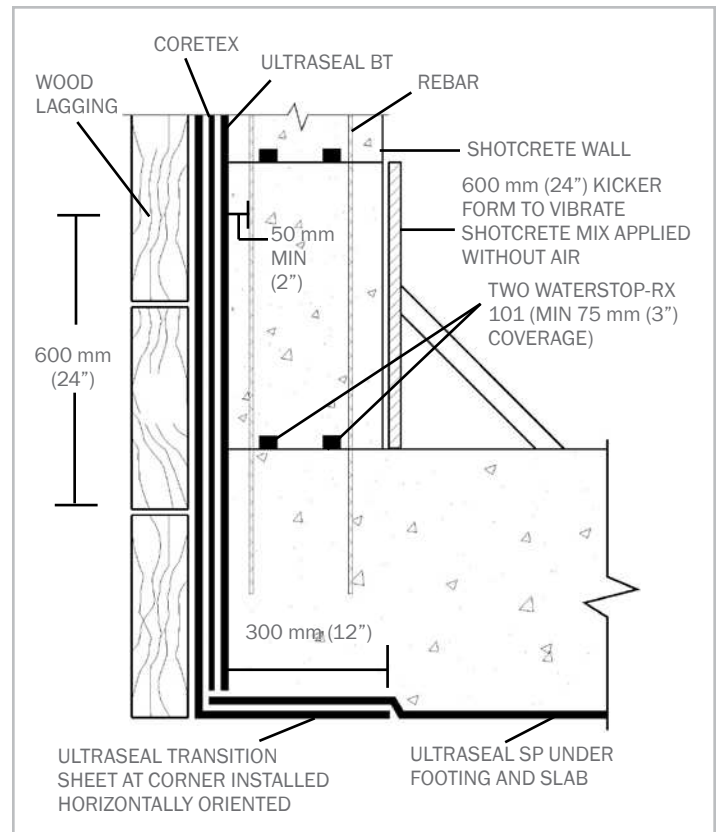 CORETEX
ULTRASEAL BT
WOOD
LAGGING
REBAR
SHOTCRETE WALL
600 mm (24”) KICKER
FORM TO VIBRATE
SHOTCRETE MIX APPLIED
WITHOUT AIR
50 mm
MIN
(2”)
TWO WATERSTOP-RX
101 (MIN 75 mm (3”)
COVERAGE)
600 mm
(24”)
300 mm (12”)
ULTRASEAL TRANSITION
SHEET AT CORNER INSTALLED
HORIZONTALLY ORIENTED
ULTRASEAL SP UNDER
FOOTING AND SLAB